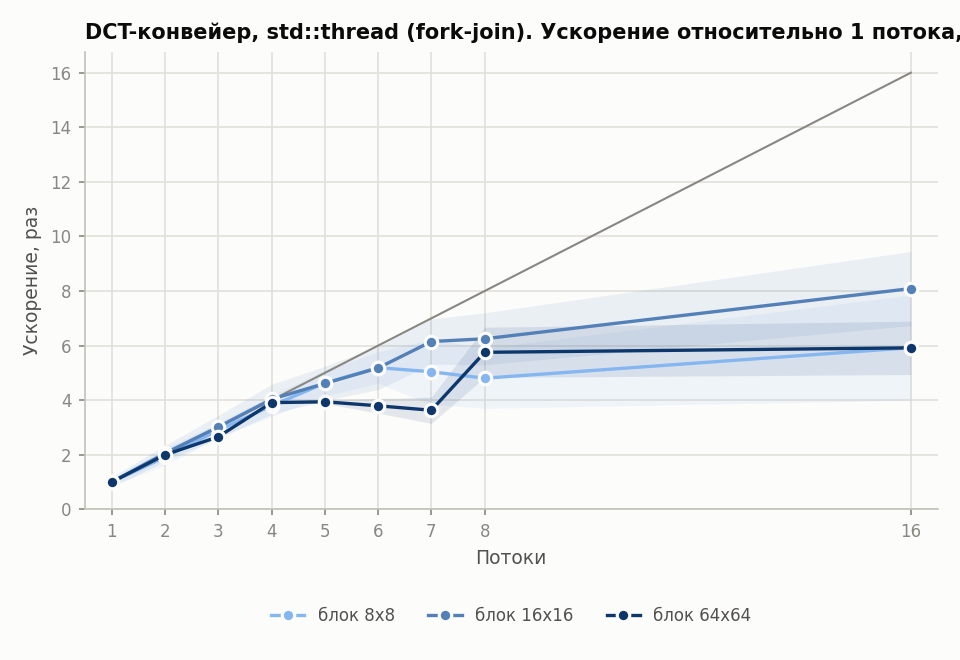 DCT-конвейер, std::thread (fork-join). Ускорение относительно 1 потока,
Ускорение, раз
16
14
12
10
8
6
4
2
0
1 2 3 4 5 6 7 8 16
Потоки
блок 8x8 блок 16x16 блок 64x64